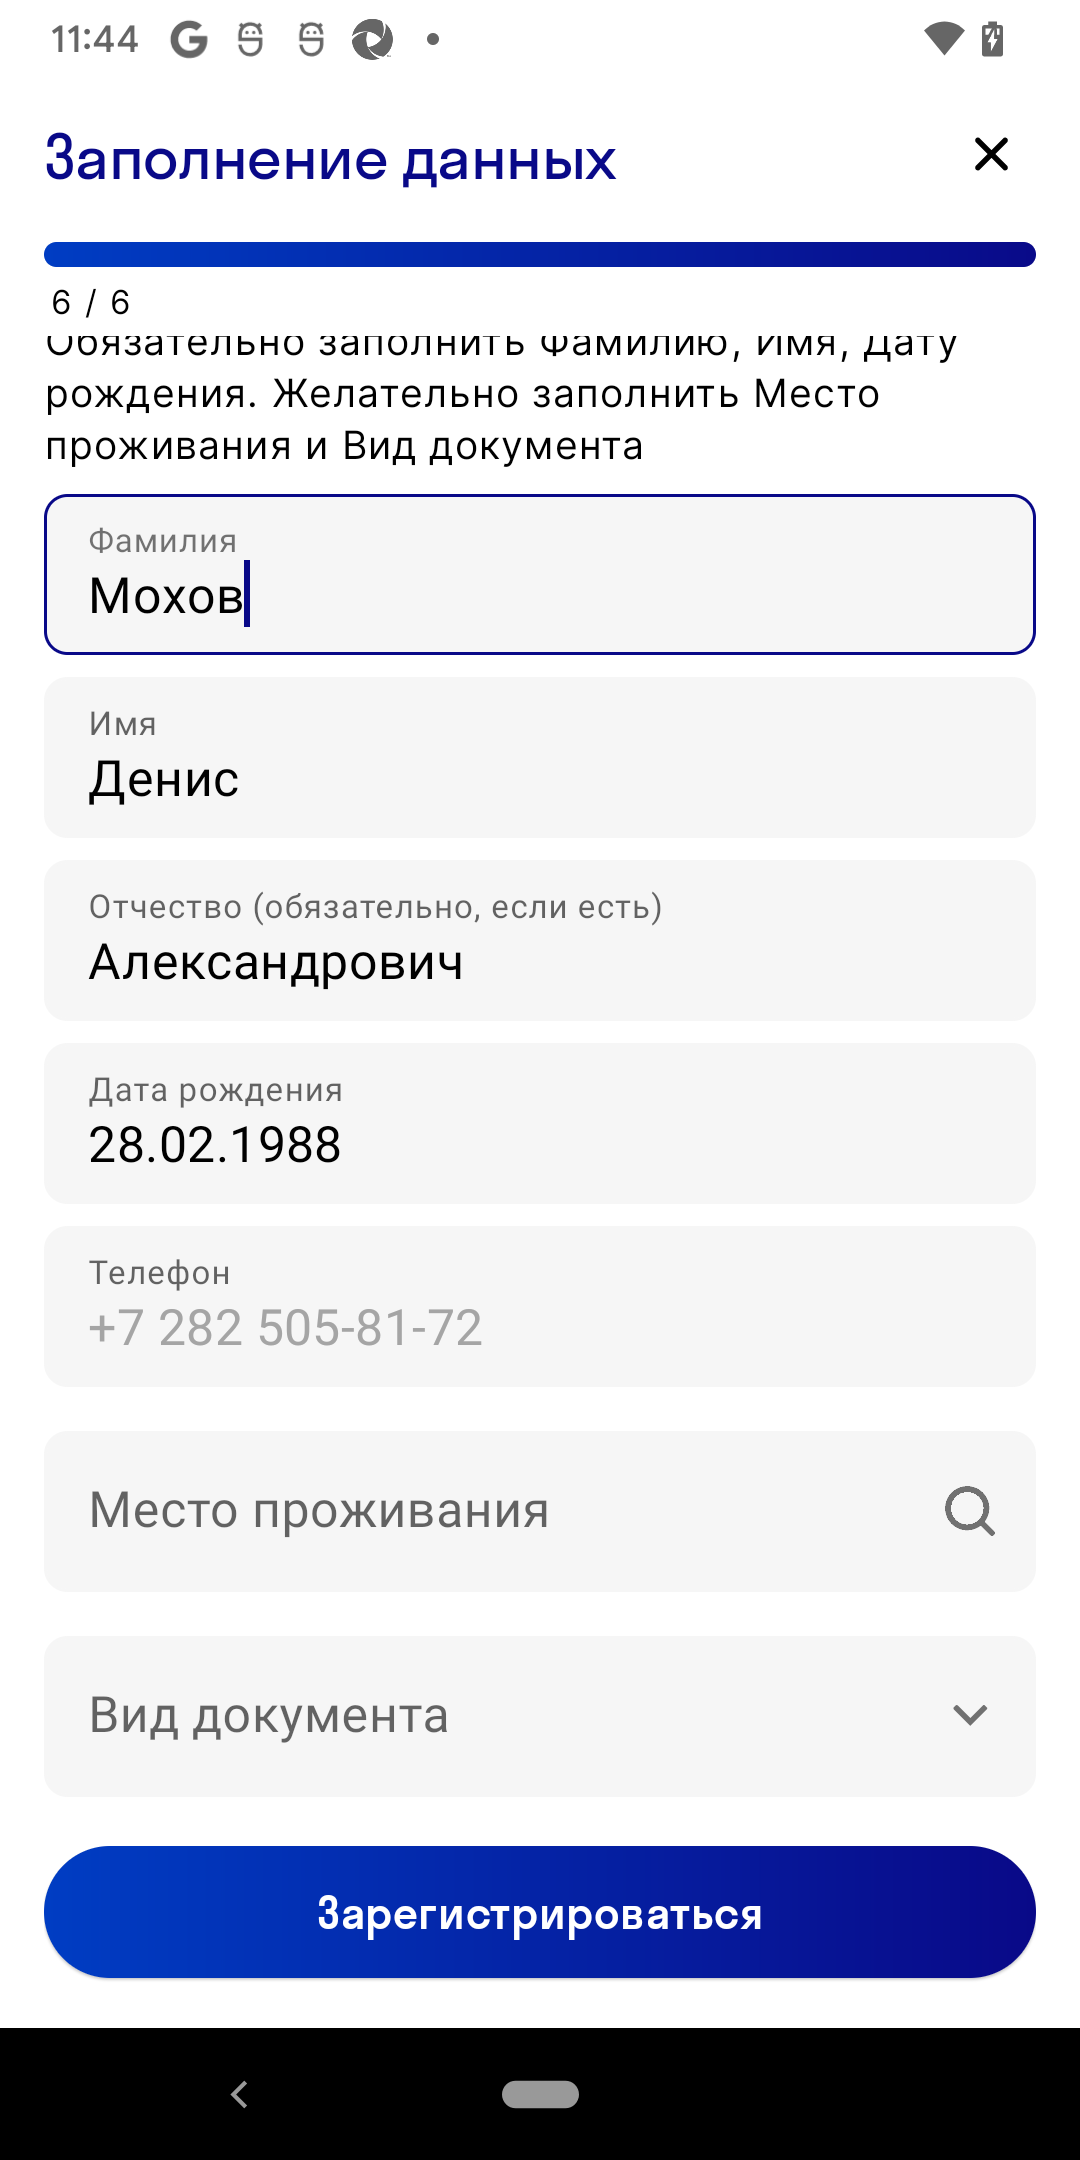 11:44
Заполнение данных
6 / 6
Обязательно заполнить Фамилию, Имя, Дату
рождения. Желательно заполнить Место
проживания и Вид документа
Фамилия
Мохов
Имя
Денис
Отчество (обязательно, если есть)
Александрович
Дата рождения
28.02.1988
Телефон
+7 282 505-81-72
Место проживания
Вид документа
Зарегистрироваться